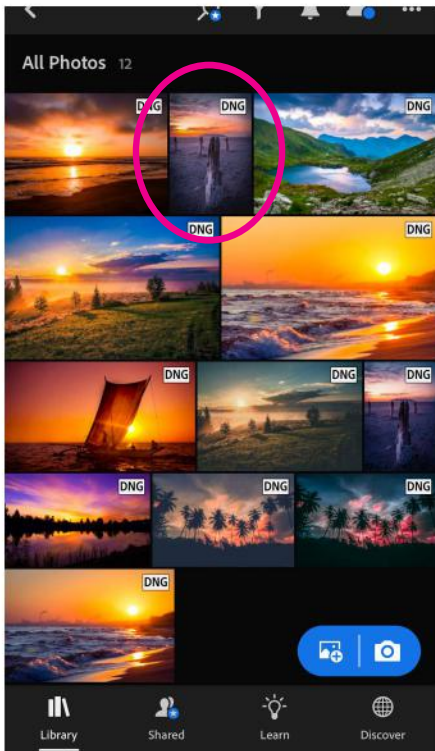 All Photos 12
DNG DNG DNG
DNG DNG
DNG DNG DNG
DNG DNG DNG
DNG
Library Shared Learn Discover